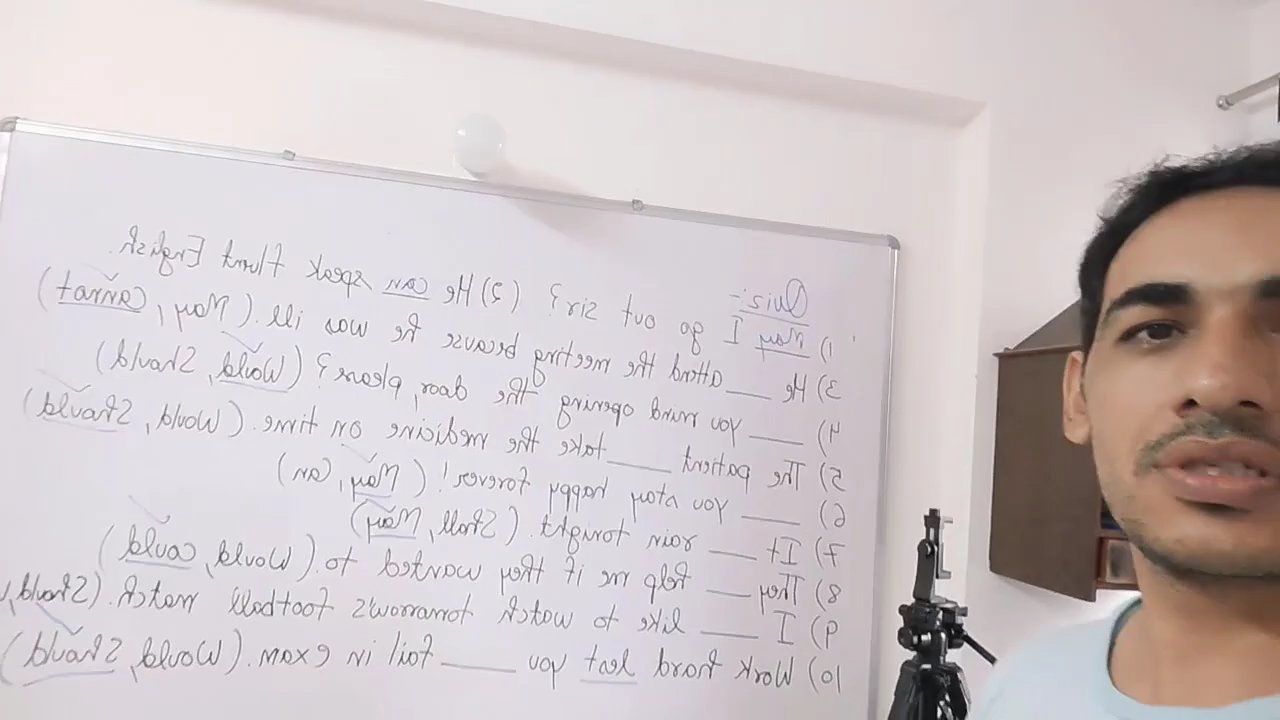 Quiz:-
1) May I go out sir? (2) He can speak fluent English.
3) He ___ attend the meeting because he was ill. (May, Cannot)
4) ___ you mind opening the door, please? (Would, Should)
5) The patient ___ take the medicine on time. (Would, Should)
6) ___ you stay happy forever! (May, Can)
7) It ___ rain tonight. (Shall, May)
8) They ___ help me if they wanted to. (Would, could)
9) I ___ like to watch tomorrow's football match. (Should,
10) Work hard lest you ___ fail in exam. (Would, Should)